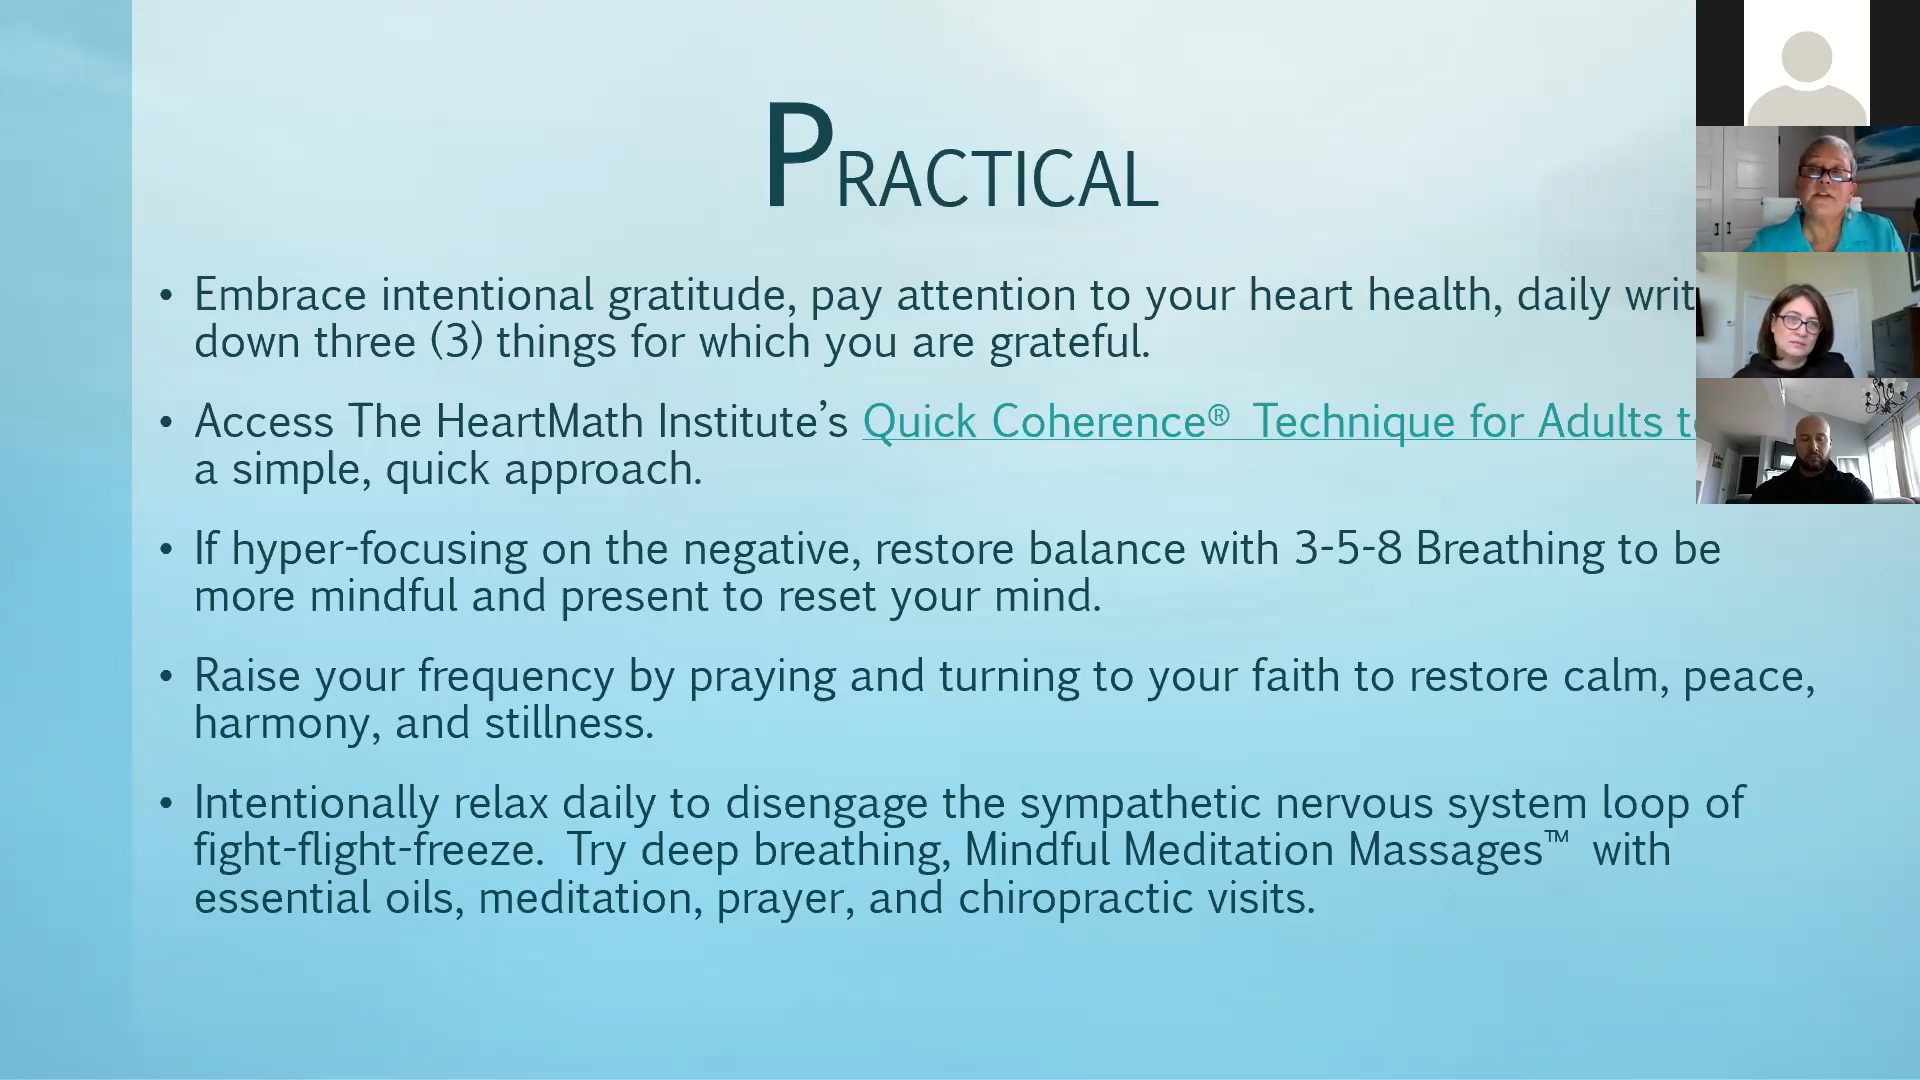 PRACTICAL
• Embrace intentional gratitude, pay attention to your heart health, daily
down three (3) things for which you are grateful.
• Access The HeartMath Institute’s Quick Coherence® Technique for Adults
a simple, quick approach.
• If hyper-focusing on the negative, restore balance with 3-5-8 Breathing to be
more mindful and present to reset your mind.
• Raise your frequency by praying and turning to your faith to restore calm, peace,
harmony, and stillness.
• Intentionally relax daily to disengage the sympathetic nervous system loop of
fight-flight-freeze. Try deep breathing, Mindful Meditation Massages™ with
essential oils, meditation, prayer, and chiropractic visits.